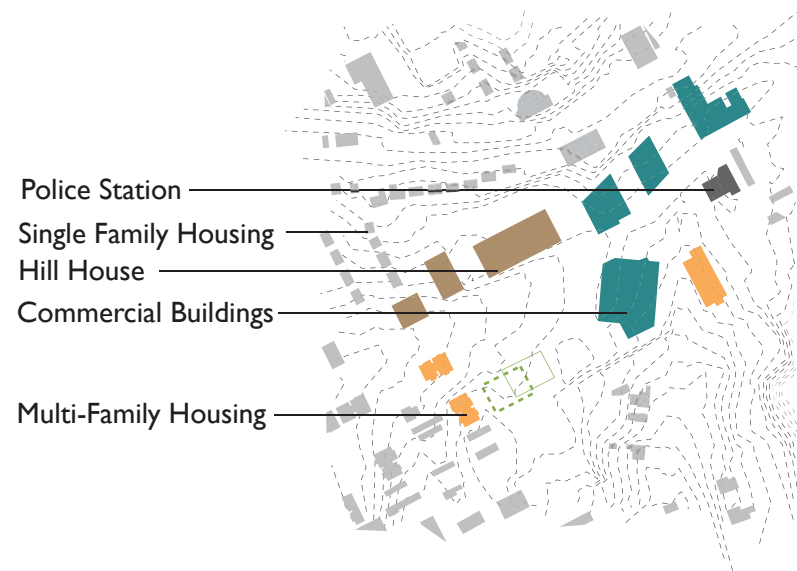 Police Station
Single Family Housing
Hill House
Commercial Buildings
Multi-Family Housing